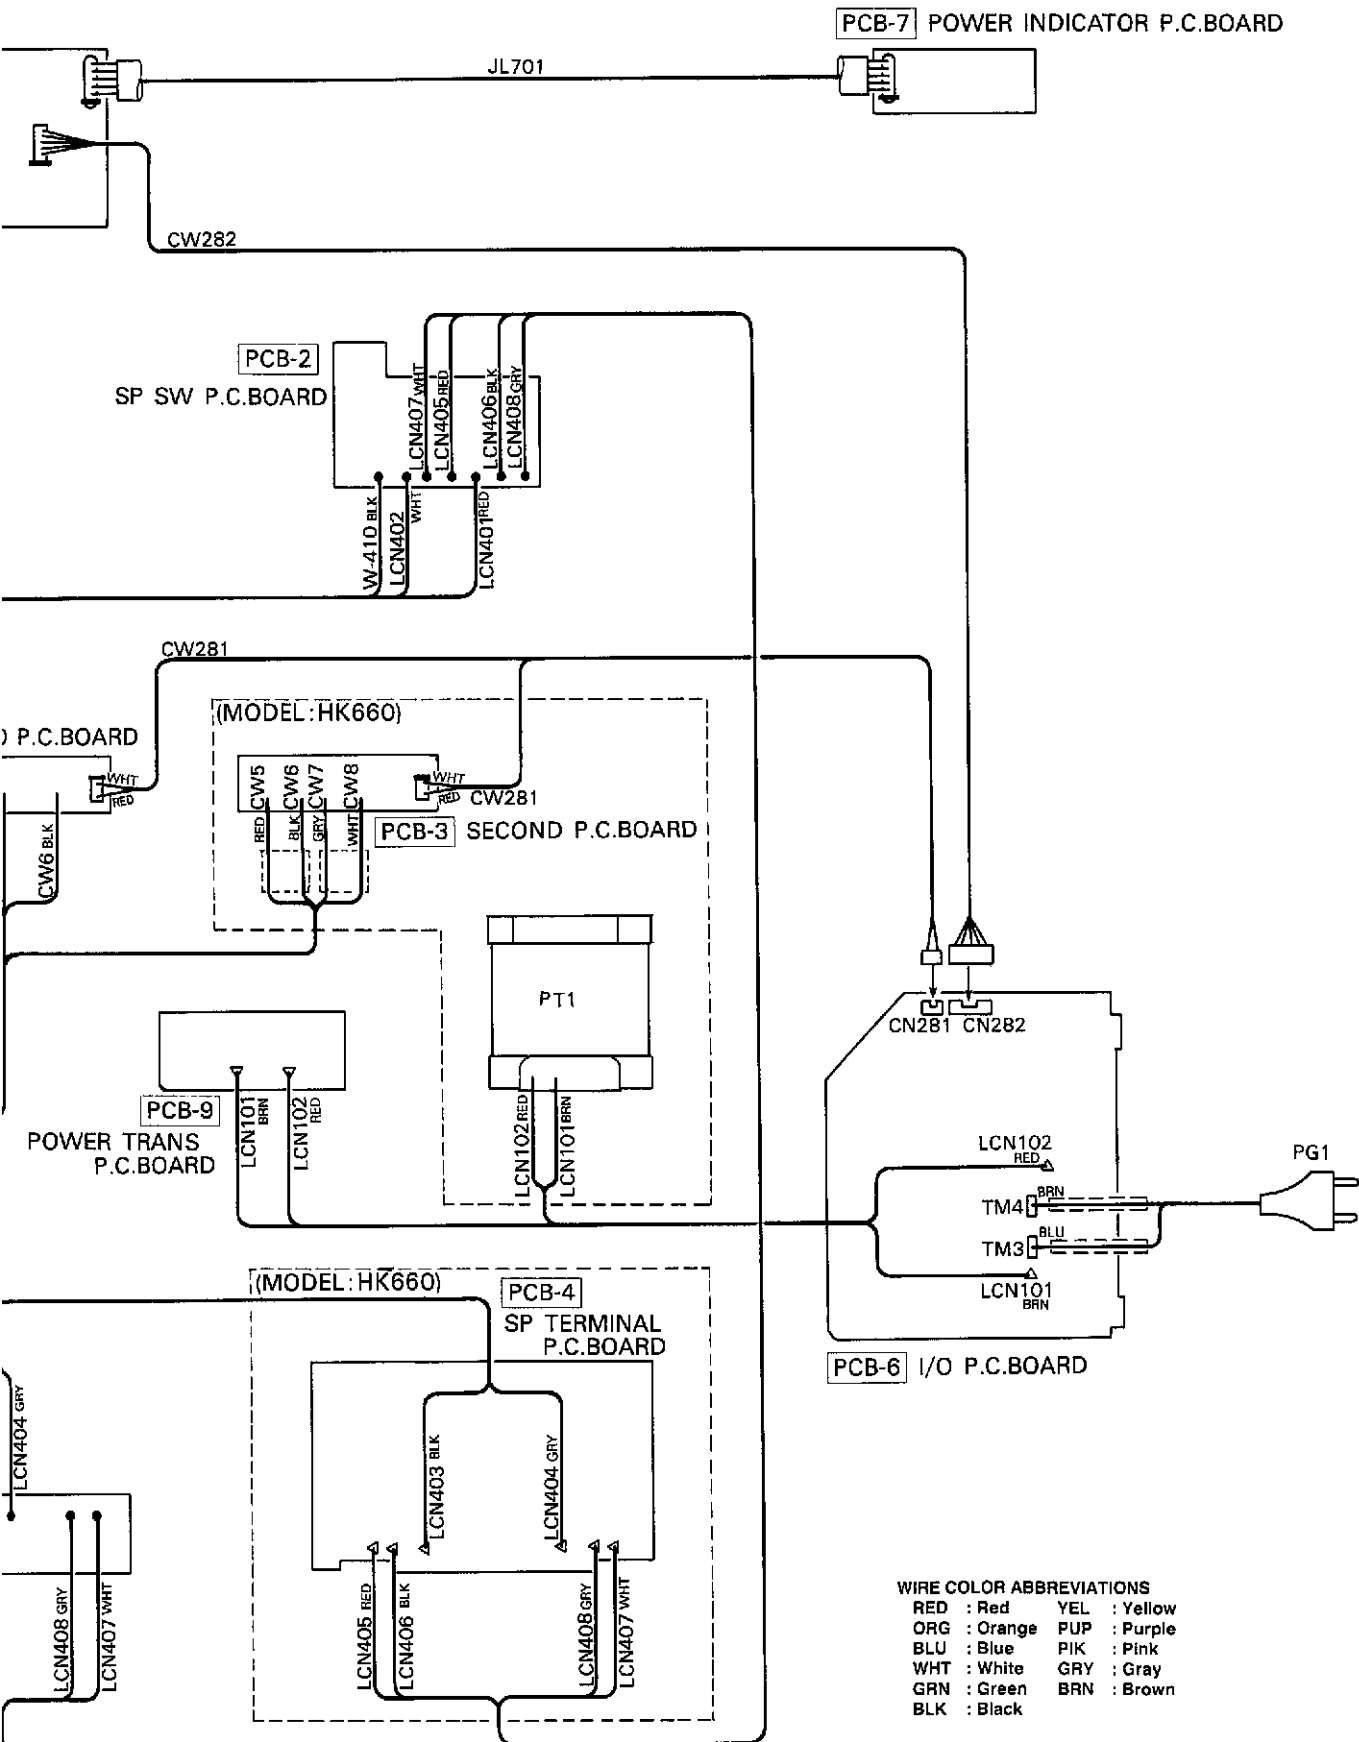 PCB-7 POWER INDICATOR P.C.BOARD
JL701
CW282
PCB-2
SP SW P.C.BOARD
LCN407 WHT
LCN405 RED
LCN406 BLK
LCN408 GRY
W-410 BLK
LCN402 WHT
LCN401 RED
CW281
(MODEL:HK660)
P.C.BOARD
WHT
RED
CW6 BLK
CW5
CW6
CW7
CW8
WHT
RED
CW281
RED
BLK
GRY
WHT
PCB-3 SECOND P.C.BOARD
PT1
CN281 CN282
PCB-9
POWER TRANS
P.C.BOARD
LCN101 BRN
LCN102 RED
LCN102 RED
LCN101 BRN
LCN102
RED
PG1
TM4
BRN
TM3
BLU
LCN101
BRN
PCB-6 I/O P.C.BOARD
(MODEL:HK660)
PCB-4
SP TERMINAL
P.C.BOARD
LCN404 GRY
LCN403 BLK
LCN404 GRY
LCN408 GRY
LCN407 WHT
LCN405 RED
LCN406 BLK
LCN408 GRY
LCN407 WHT
WIRE COLOR ABBREVIATIONS
RED : Red YEL : Yellow
ORG : Orange PUP : Purple
BLU : Blue PIK : Pink
WHT : White GRY : Gray
GRN : Green BRN : Brown
BLK : Black